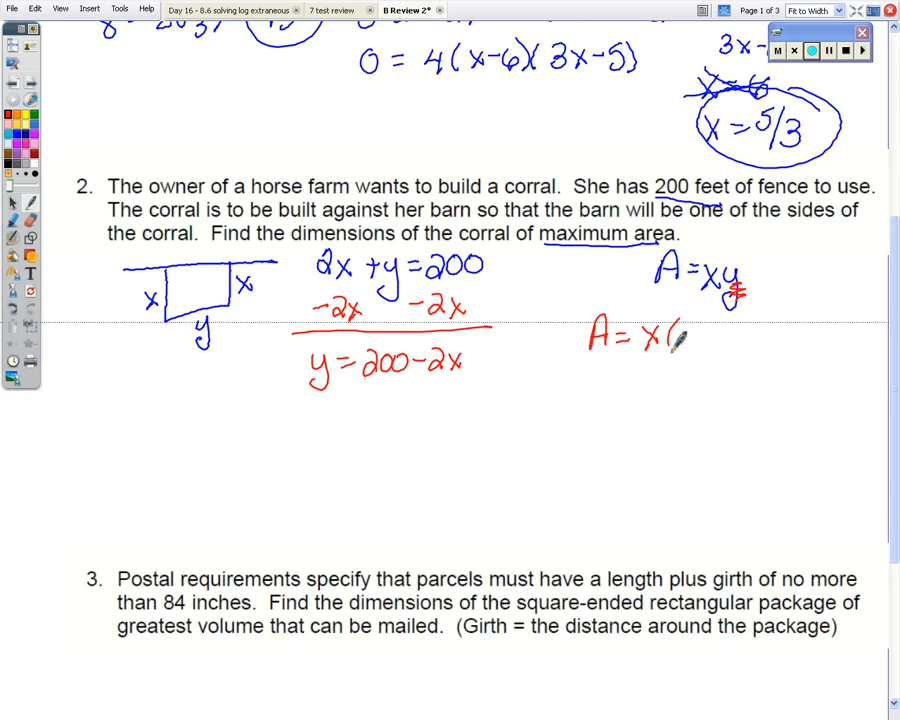 File Edit View Insert Tools Help Day 16 - 8.6 solving log extraneous 7 test review B Review 2* Page 1 of 3 Fit to Width
0 = 4(x-6)(3x-5)
3x-
x=6
x = 5/3
2. The owner of a horse farm wants to build a corral. She has 200 feet of fence to use.
The corral is to be built against her barn so that the barn will be one of the sides of
the corral. Find the dimensions of the corral of maximum area.
2x + y = 200
A = xy
x x
-2x -2x
y
A = x(
y = 200-2x
3. Postal requirements specify that parcels must have a length plus girth of no more
than 84 inches. Find the dimensions of the square-ended rectangular package of
greatest volume that can be mailed. (Girth = the distance around the package)